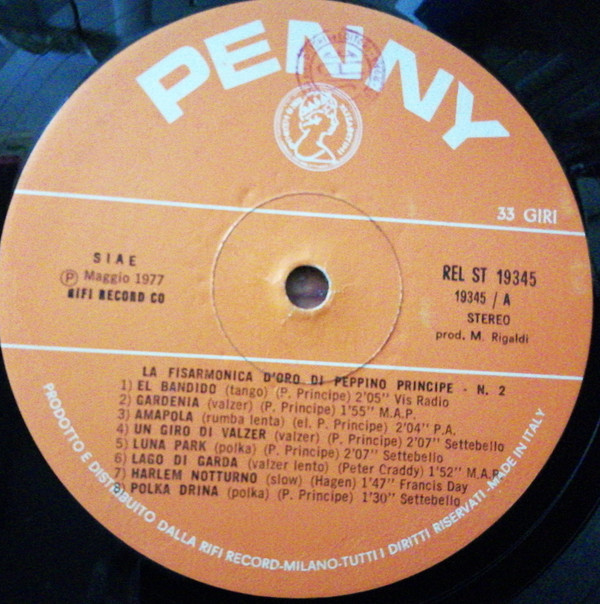 PENNY
33 GIRI
SIAE
Ⓟ Maggio 1977
RIFI RECORD CO
REL ST 19345
19345 / A
STEREO
prod. M. Rigaldi
LA FISARMONICA D'ORO DI PEPPINO PRINCIPE - N. 2
1) EL BANDIDO (tango) (P. Principe) 2'05'' Vis Radio
2) GARDENIA (valzer) (P. Principe) 1'55'' M.A.P.
3) AMAPOLA (rumba lenta) (el. P. Principe) 2'04'' P.A.
4) UN GIRO DI VALZER (valzer) (P. Principe) 2'07'' Settebello
5) LUNA PARK (polka) (P. Principe) 2'07'' Settebello
6) LAGO DI GARDA (valzer lento) (Peter Craddy) 1'52'' M.A.P.
7) HARLEM NOTTURNO (slow) (Hagen) 1'47'' Francis Day
8) POLKA DRINA (polka) (P. Principe) 1'30'' Settebello
PRODOTTO E DISTRIBUITO DALLA RIFI RECORD-MILANO-TUTTI I DIRITTI RISERVATI-MADE IN ITALY